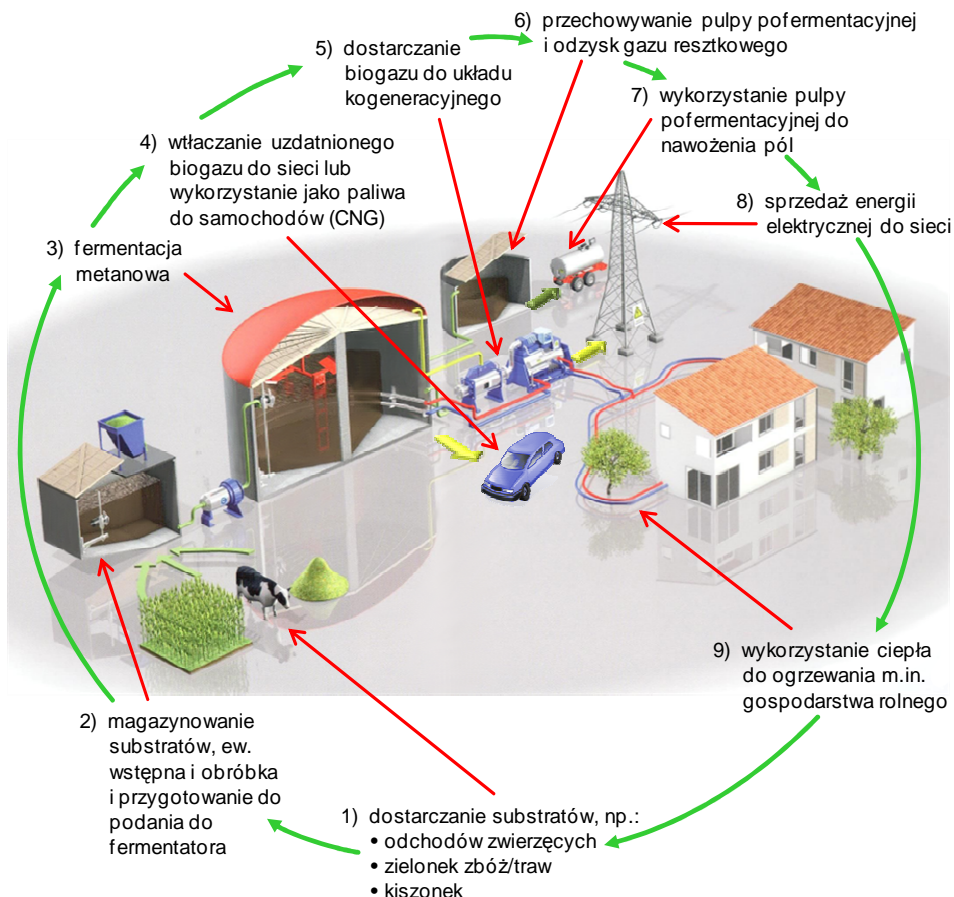 6) przechowywanie pulpy pofermentacyjnej
i odzysk gazu resztkowego
5) dostarczanie
biogazu do układu
kogeneracyjnego
7) wykorzystanie pulpy
pofermentacyjnej do
nawożenia pól
4) wtłaczanie uzdatnionego
biogazu do sieci lub
wykorzystanie jako paliwa
do samochodów (CNG)
8) sprzedaż energii
elektrycznej do sieci
3) fermentacja
metanowa
9) wykorzystanie ciepła
do ogrzewania m.in.
gospodarstwa rolnego
2) magazynowanie
substratów, ew.
wstępna i obróbka
i przygotowanie do
podania do
fermentatora
1) dostarczanie substratów, np.:
• odchodów zwierzęcych
• zielonek zbóż/traw
• kiszonek